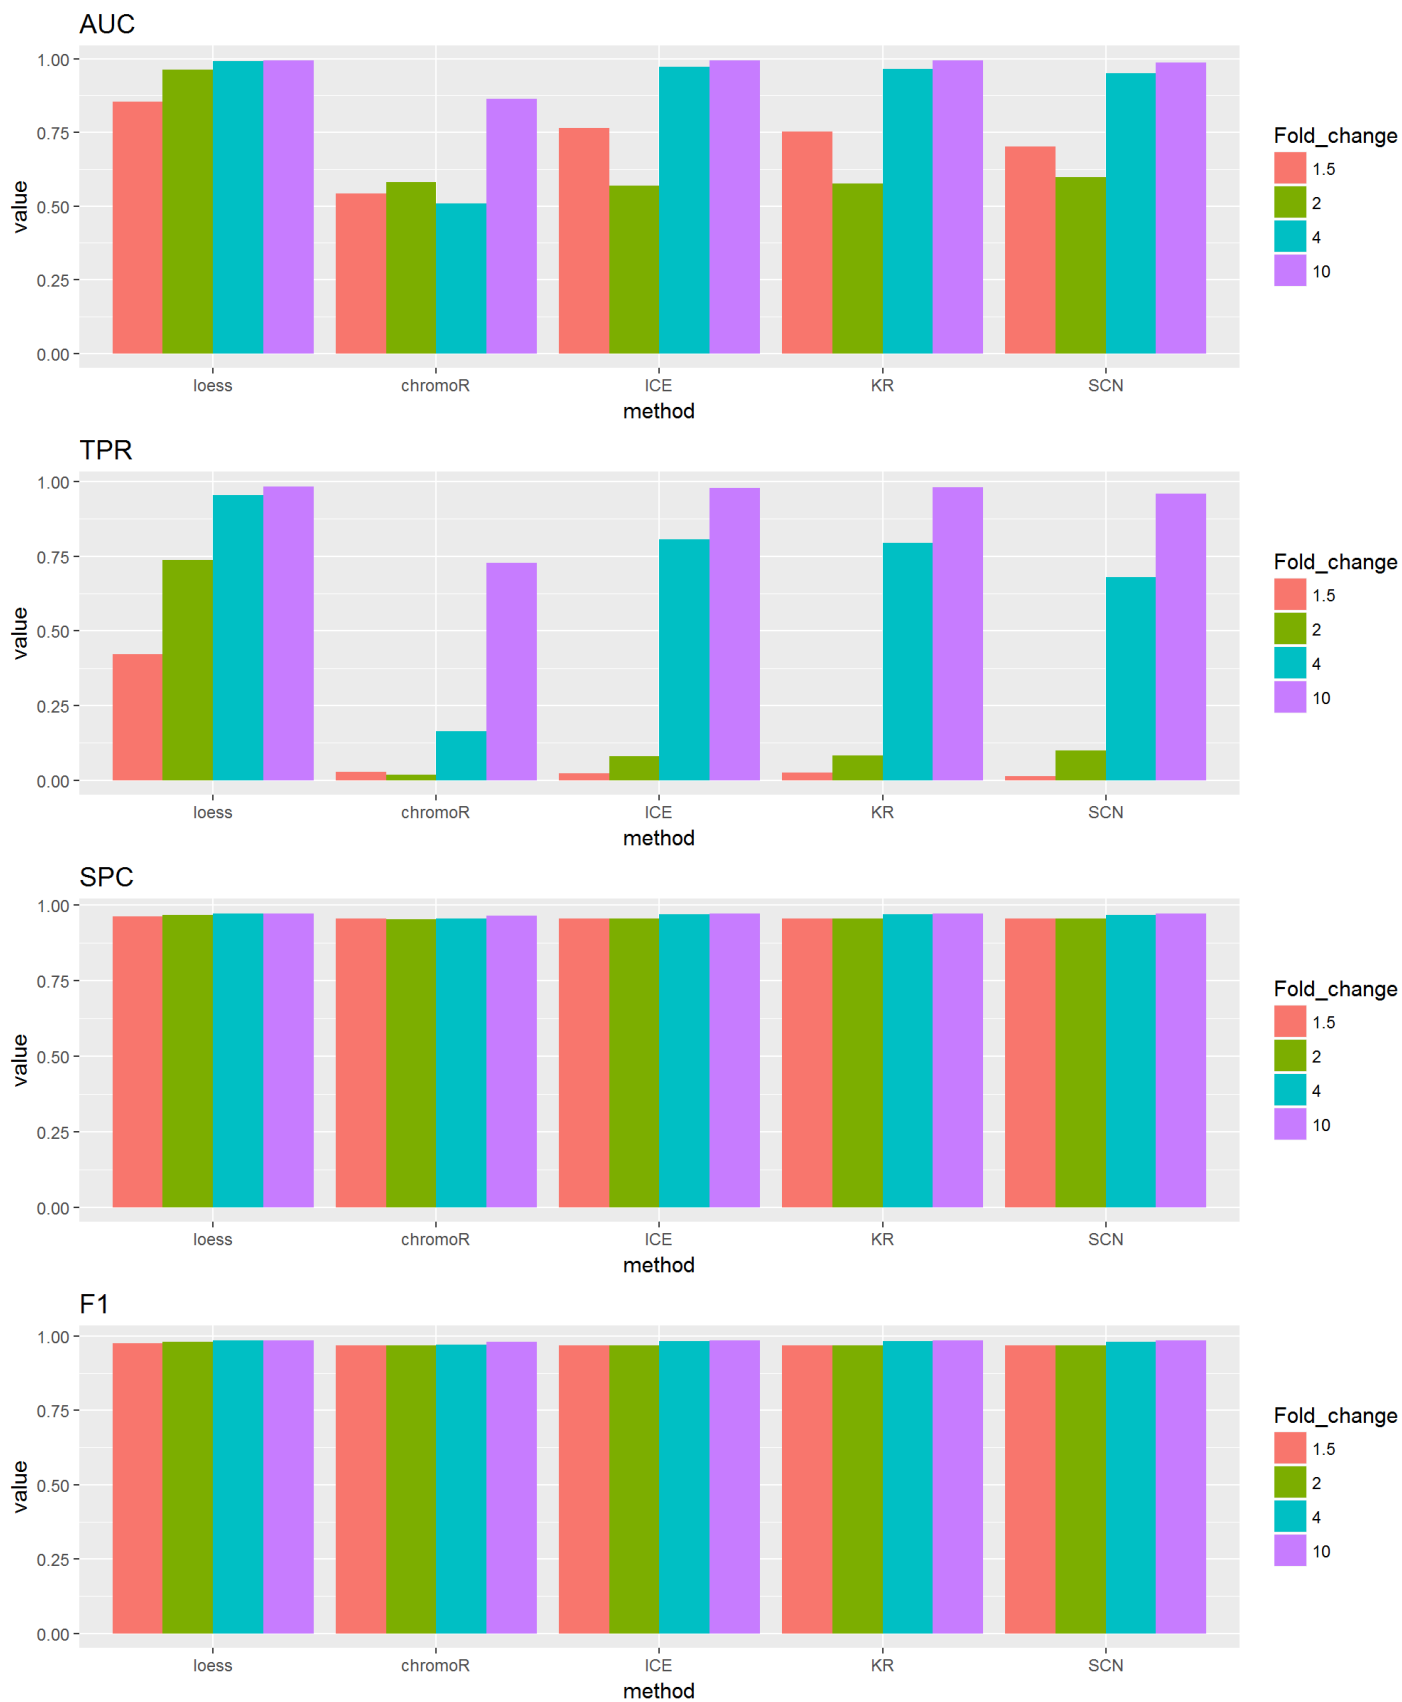 AUC
1.00
0.75
0.50
0.25
0.00
value
loess chromoR ICE KR SCN
method
Fold_change
1.5
2
4
10
TPR
1.00
0.75
0.50
0.25
0.00
value
loess chromoR ICE KR SCN
method
Fold_change
1.5
2
4
10
SPC
1.00
0.75
0.50
0.25
0.00
value
loess chromoR ICE KR SCN
method
Fold_change
1.5
2
4
10
F1
1.00
0.75
0.50
0.25
0.00
value
loess chromoR ICE KR SCN
method
Fold_change
1.5
2
4
10